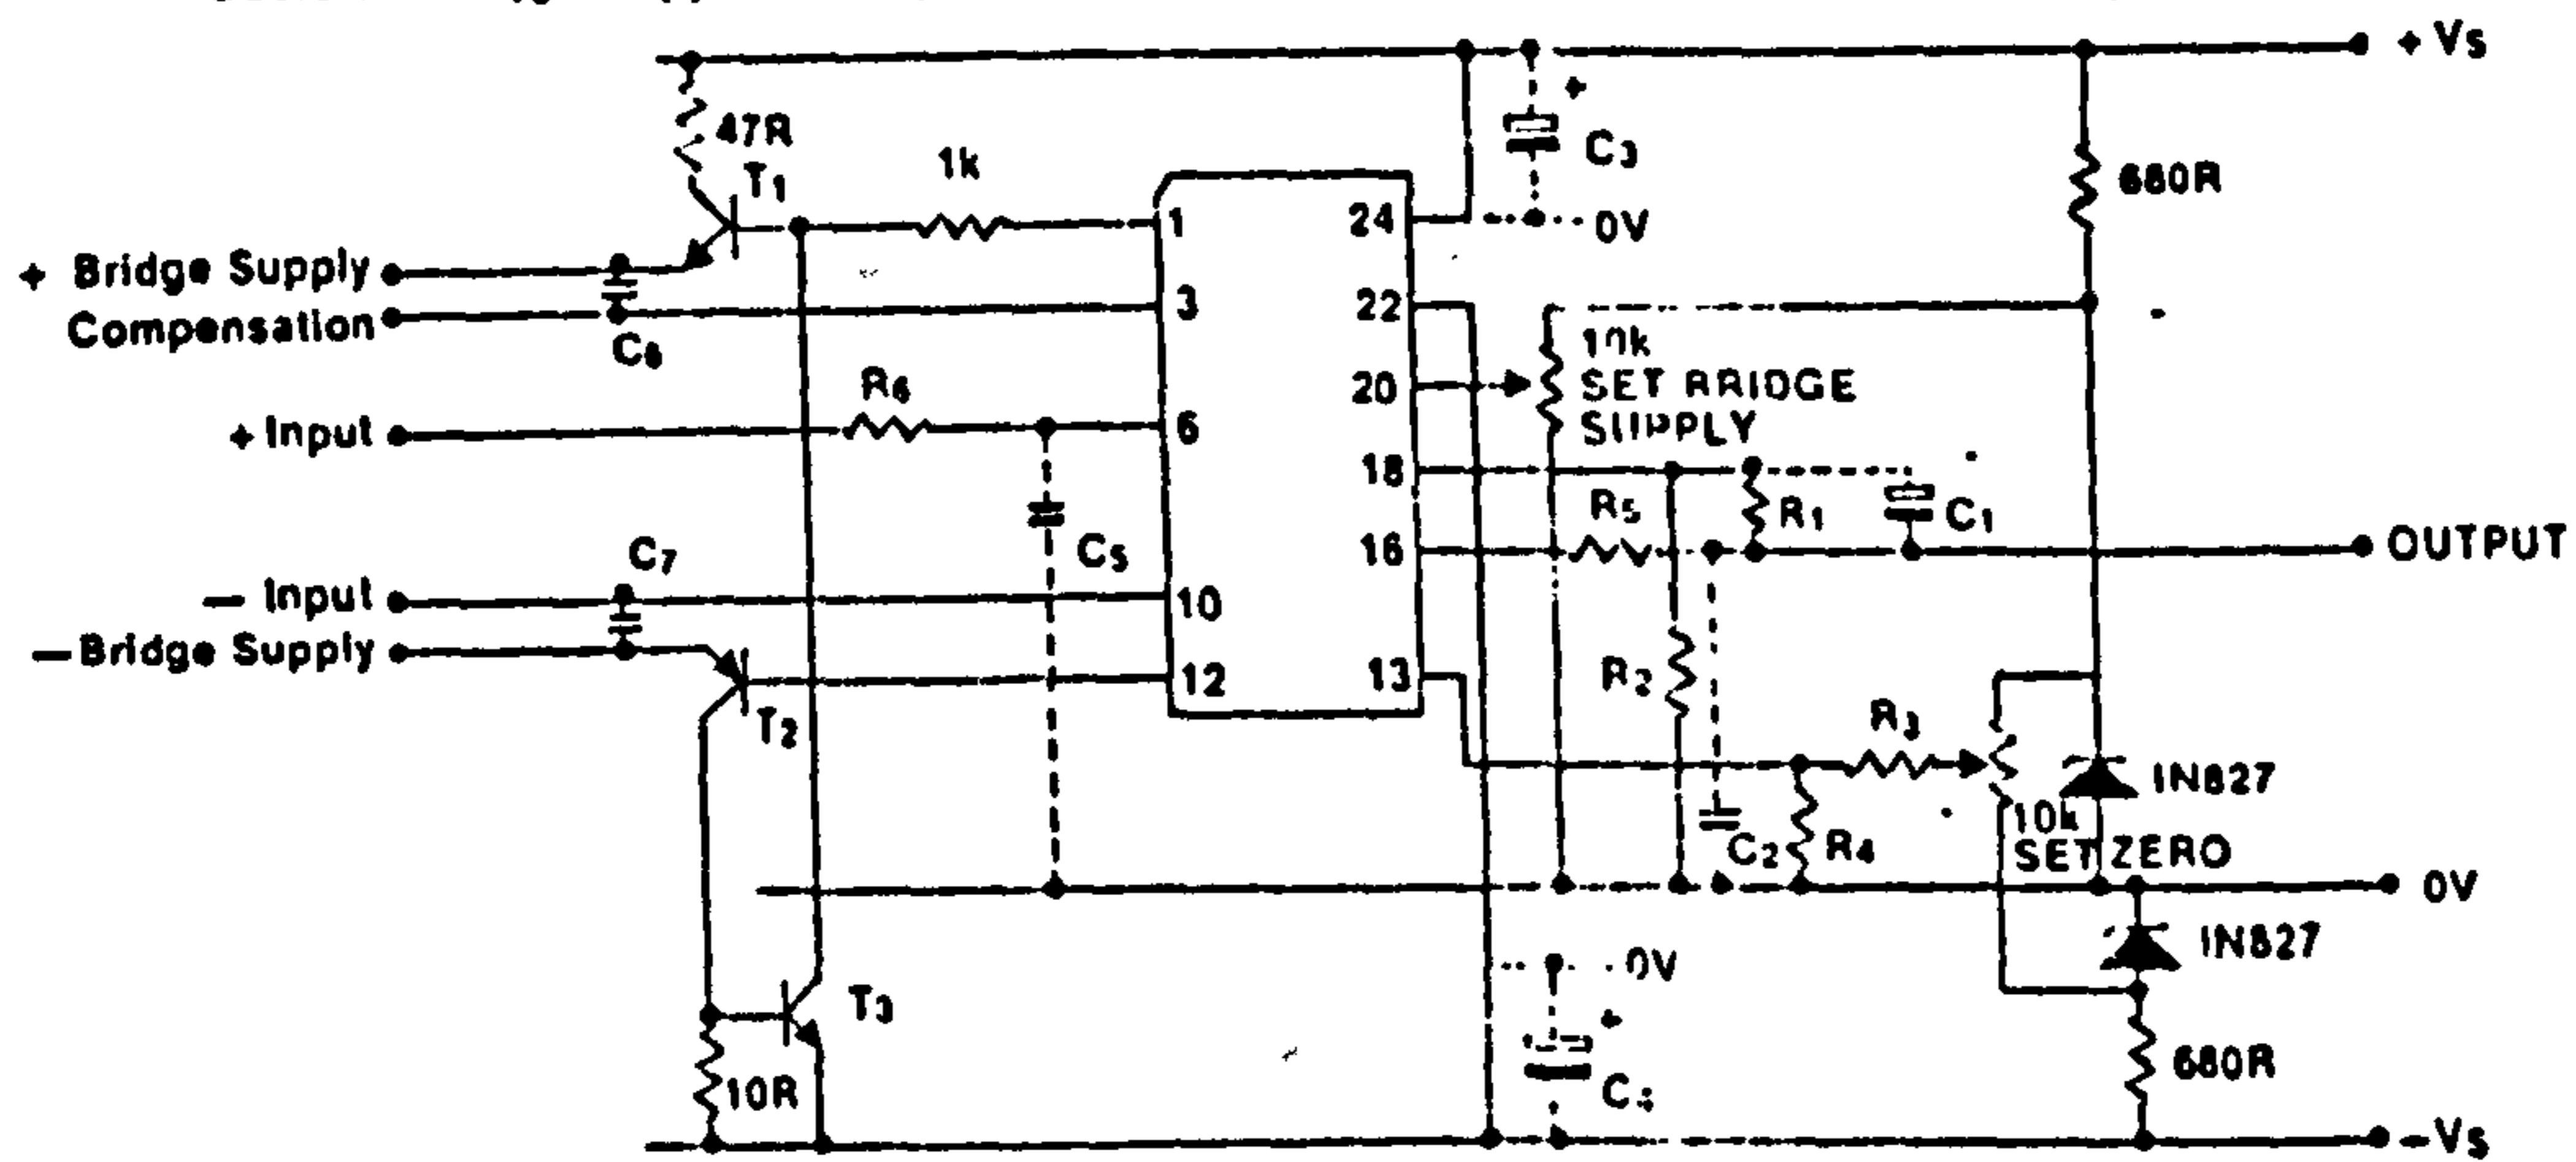 + Vs
47R
T1
1k
C3
680R
+
1
24
0V
+ Bridge Supply
Compensation
C6
3
22
10k
SET BRIDGE
SUPPLY
20
R6
+ Input
6
18
R5
R1
C1
16
OUTPUT
C7
C5
− Input
10
− Bridge Supply
12
13
R2
T2
R3
IN827
10k
SET ZERO
C2
R4
0V
IN827
0V
T3
+
10R
680R
−Vs